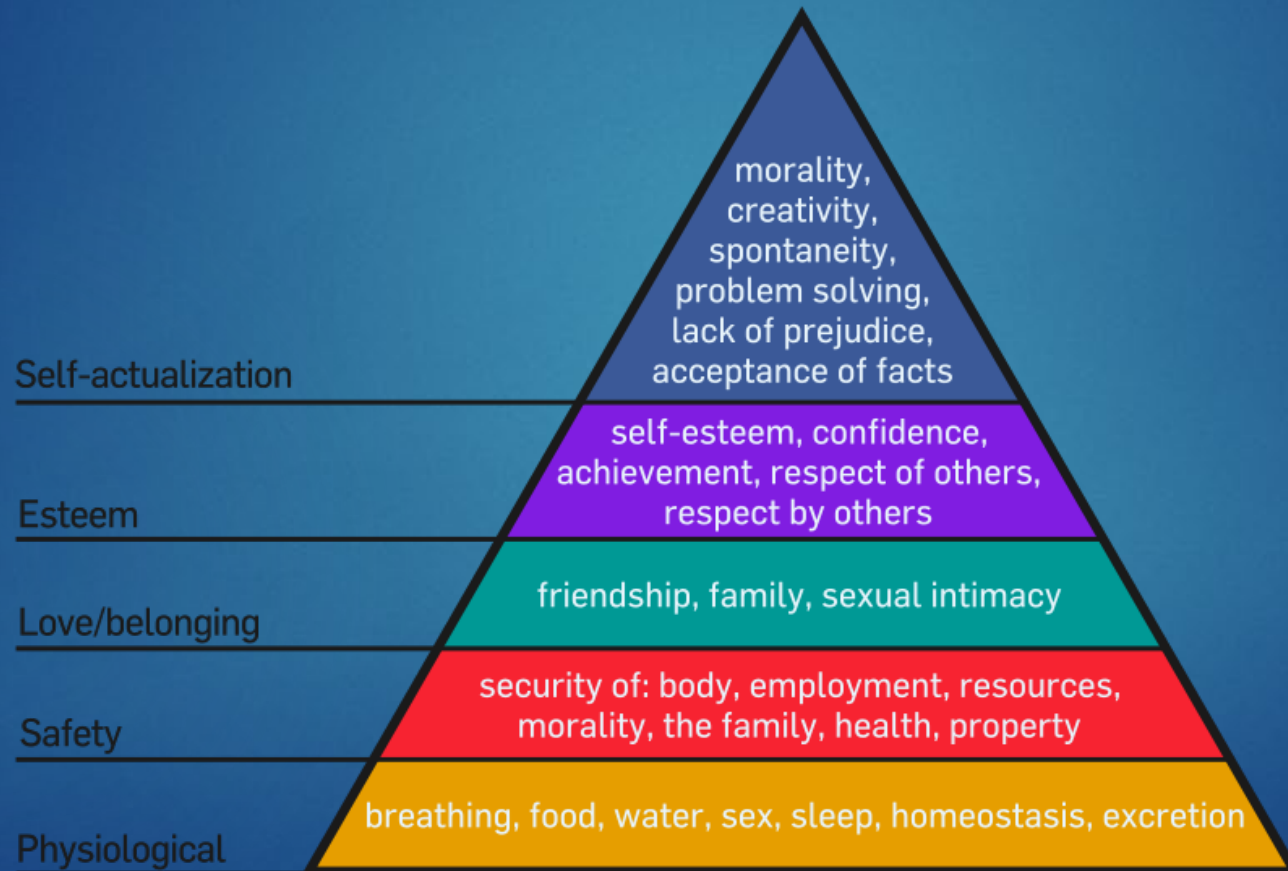 morality,
creativity,
spontaneity,
problem solving,
lack of prejudice,
acceptance of facts
Self-actualization
self-esteem, confidence,
achievement, respect of others,
respect by others
Esteem
friendship, family, sexual intimacy
Love/belonging
security of: body, employment, resources,
morality, the family, health, property
Safety
breathing, food, water, sex, sleep, homeostasis, excretion
Physiological